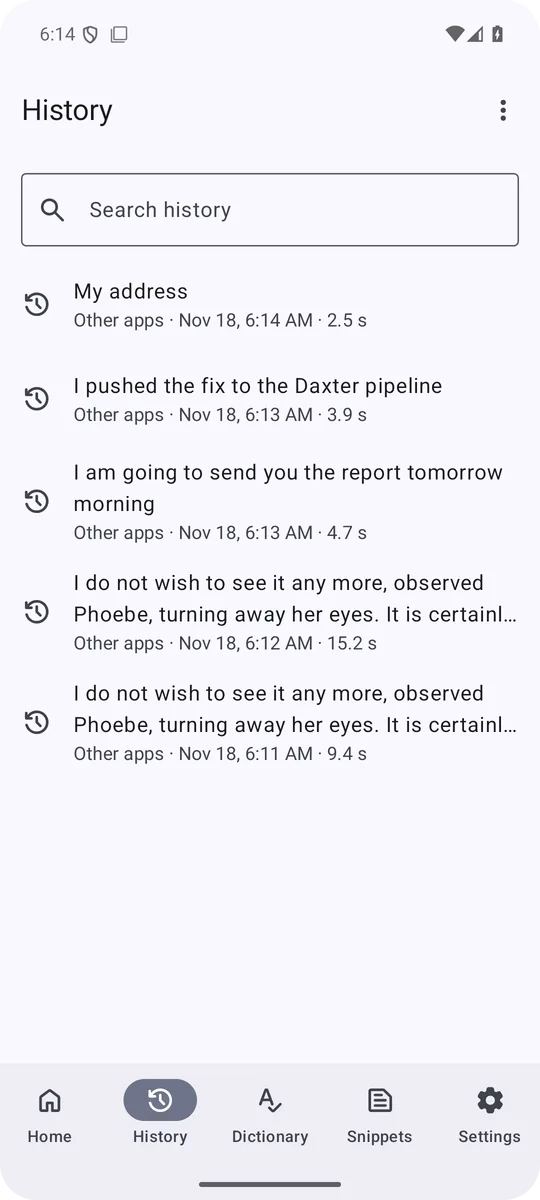 6:14
History
Search history
My address
Other apps · Nov 18, 6:14 AM · 2.5 s
I pushed the fix to the Daxter pipeline
Other apps · Nov 18, 6:13 AM · 3.9 s
I am going to send you the report tomorrow
morning
Other apps · Nov 18, 6:13 AM · 4.7 s
I do not wish to see it any more, observed
Phoebe, turning away her eyes. It is certainl…
Other apps · Nov 18, 6:12 AM · 15.2 s
I do not wish to see it any more, observed
Phoebe, turning away her eyes. It is certainl…
Other apps · Nov 18, 6:11 AM · 9.4 s
Home History Dictionary Snippets Settings